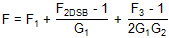 F = F₁ + (F₂DSB - 1)/G₁ + (F₃ - 1)/(2G₁G₂)